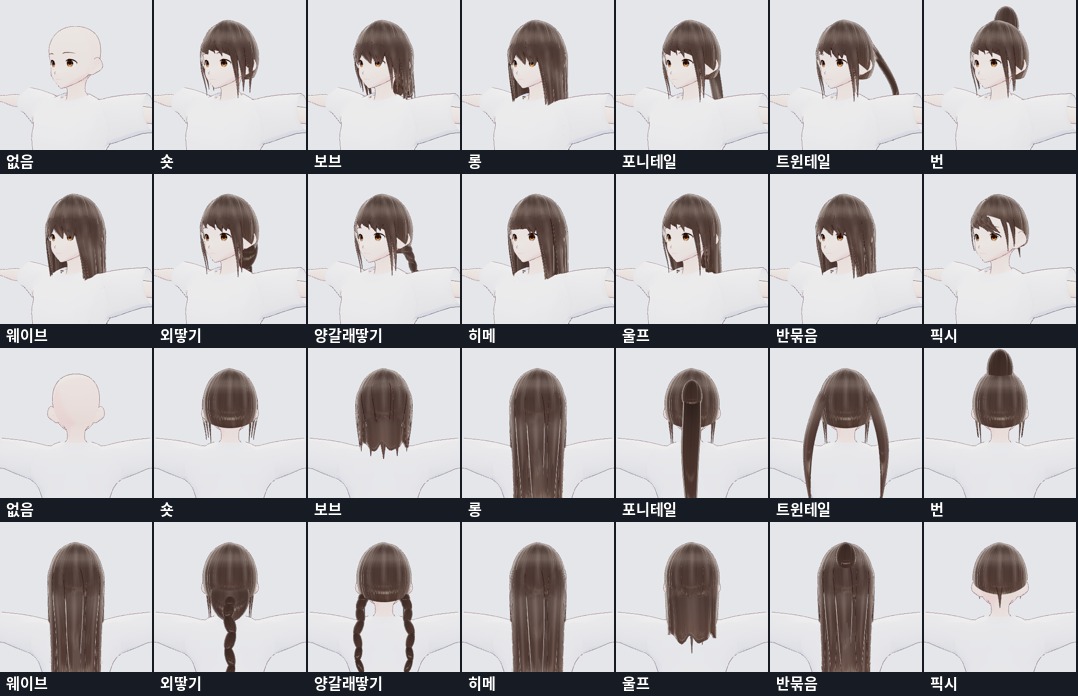 없음
숏
보브
롱
포니테일
트윈테일
번
웨이브
외땋기
양갈래땋기
히메
울프
반묶음
픽시
없음
숏
보브
롱
포니테일
트윈테일
번
웨이브
외땋기
양갈래땋기
히메
울프
반묶음
픽시